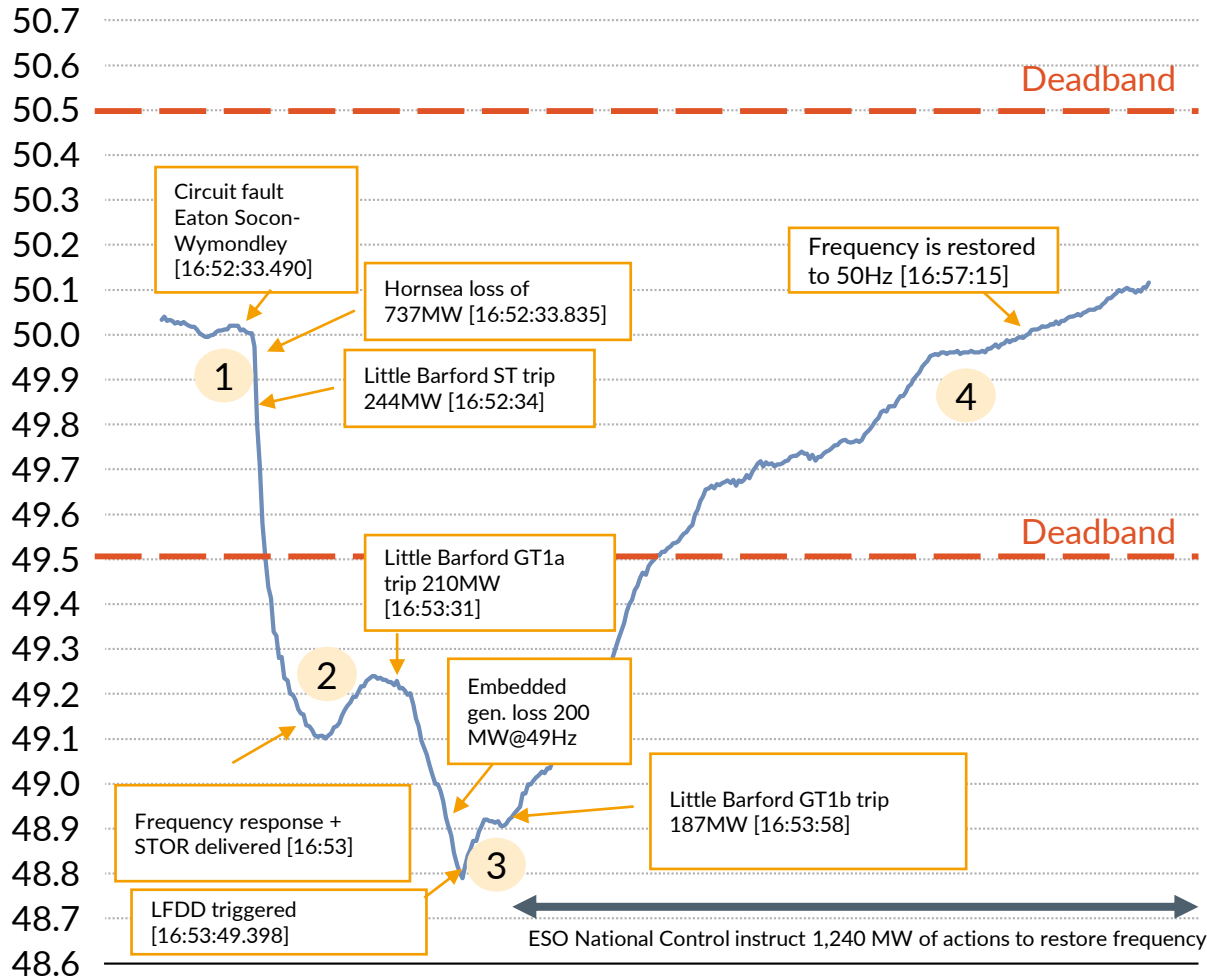 50.7
50.6
Deadband
50.5
50.4
50.3
50.2
50.1
50.0
49.9
49.8
49.7
49.6
49.5
49.4
49.3
49.2
49.1
49.0
48.9
48.8
48.7
48.6
Circuit fault
Eaton Socon-
Wymondley
[16:52:33.490]
Hornsea loss of
737MW [16:52:33.835]
Little Barford ST trip
244MW [16:52:34]
1
Frequency is restored
to 50Hz [16:57:15]
4
Deadband
Little Barford GT1a
trip 210MW
[16:53:31]
2
Embedded
gen. loss 200
MW@49Hz
Frequency response +
STOR delivered [16:53]
Little Barford GT1b trip
187MW [16:53:58]
3
LFDD triggered
[16:53:49.398]
ESO National Control instruct 1,240 MW of actions to restore frequency